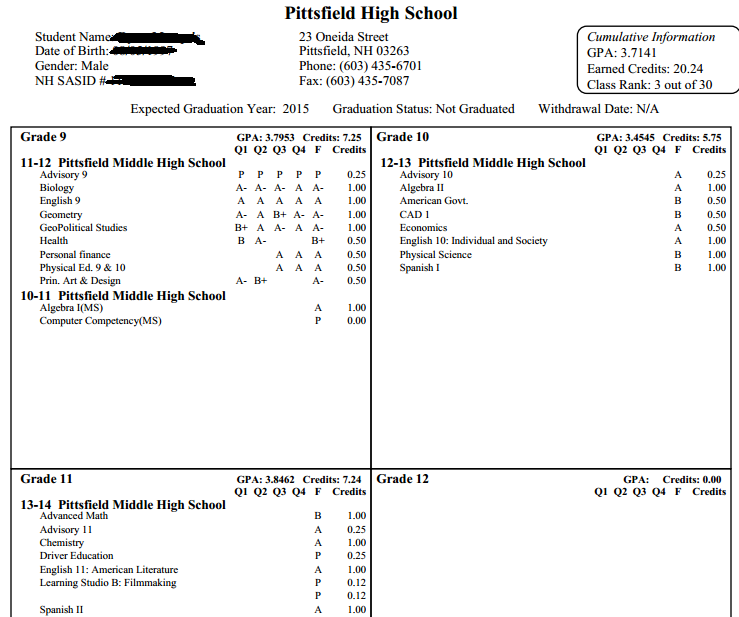 Pittsfield High School
Student Name:
Date of Birth:
Gender: Male
NH SASID #
23 Oneida Street
Pittsfield, NH 03263
Phone: (603) 435-6701
Fax: (603) 435-7087
Cumulative Information
GPA: 3.7141
Earned Credits: 20.24
Class Rank: 3 out of 30
Expected Graduation Year: 2015 Graduation Status: Not Graduated Withdrawal Date: N/A
Grade 9 GPA: 3.7953 Credits: 7.25
Q1 Q2 Q3 Q4 F Credits
11-12 Pittsfield Middle High School
Advisory 9 P P P P P 0.25
Biology A- A- A- A A- 1.00
English 9 A A A A A 1.00
Geometry A- A B+ A- A- 1.00
GeoPolitical Studies B+ A A- A A- 1.00
Health B A- B+ 0.50
Personal finance A A A 0.50
Physical Ed. 9 & 10 A A A 0.50
Prin. Art & Design A- B+ A- 0.50
10-11 Pittsfield Middle High School
Algebra I(MS) A 1.00
Computer Competency(MS) P 0.00
Grade 10 GPA: 3.4545 Credits: 5.75
Q1 Q2 Q3 Q4 F Credits
12-13 Pittsfield Middle High School
Advisory 10 A 0.25
Algebra II A 1.00
American Govt. B 0.50
CAD 1 B 0.50
Economics A 0.50
English 10: Individual and Society A 1.00
Physical Science B 1.00
Spanish I B 1.00
Grade 11 GPA: 3.8462 Credits: 7.24
Q1 Q2 Q3 Q4 F Credits
13-14 Pittsfield Middle High School
Advanced Math B 1.00
Advisory 11 A 0.25
Chemistry A 1.00
Driver Education P 0.25
English 11: American Literature A 1.00
Learning Studio B: Filmmaking P 0.12
P 0.12
Spanish II A 1.00
Grade 12 GPA: Credits: 0.00
Q1 Q2 Q3 Q4 F Credits